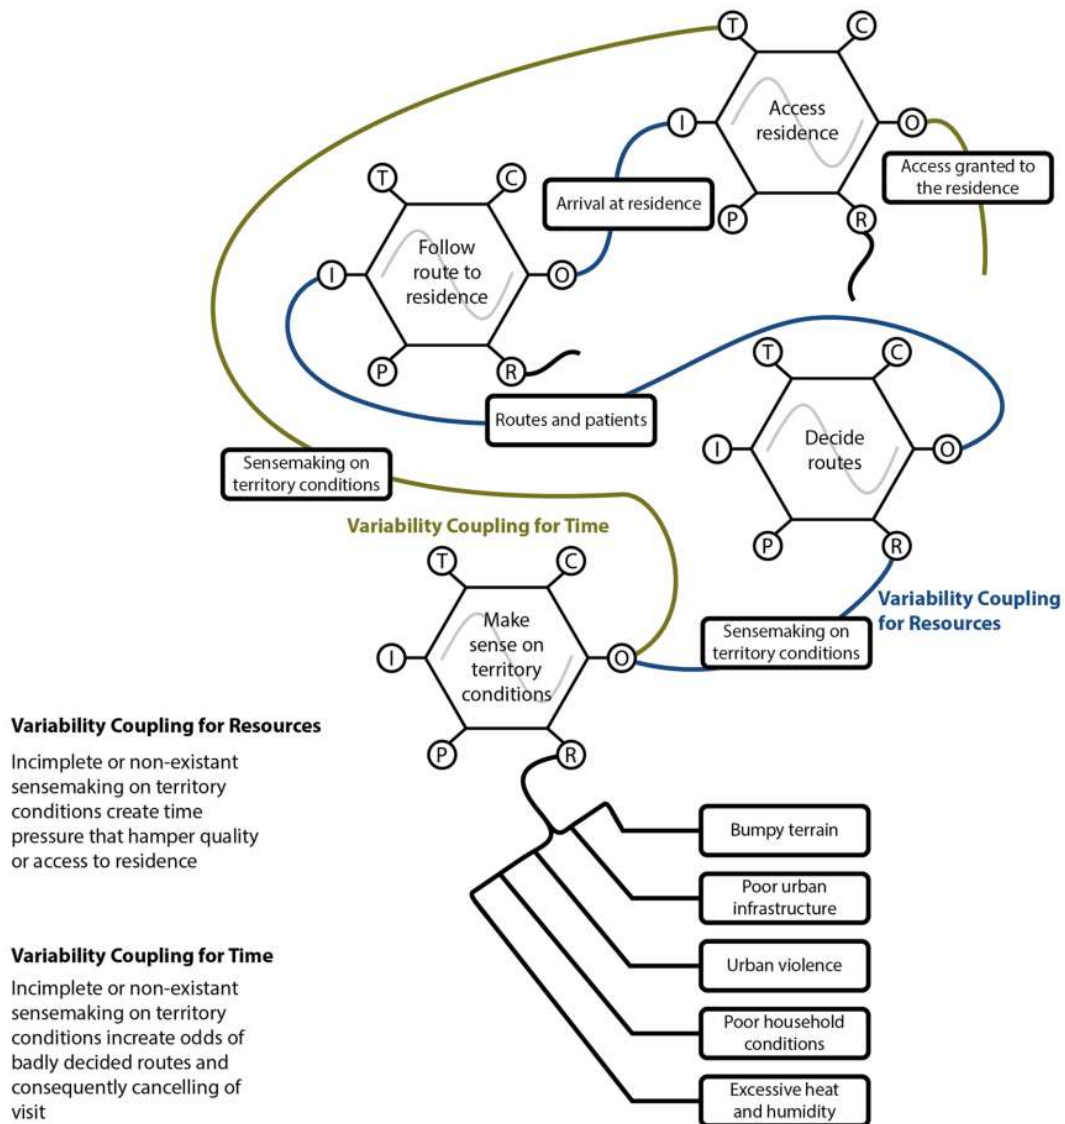 T
C
Access
residence
I
O
P
R
Access granted to
the residence
Arrival at residence
T
C
Follow
route to
residence
I
O
P
R
Routes and patients
T
C
Decide
routes
I
O
P
R
Sensemaking on
territory conditions
Variability Coupling for Time
T
C
Make
sense on
territory
conditions
I
O
P
R
Variability Coupling
for Resources
Sensemaking on
territory conditions
Variability Coupling for Resources
Incimplete or non-existant
sensemaking on territory
conditions create time
pressure that hamper quality
or access to residence
Variability Coupling for Time
Incimplete or non-existant
sensemaking on territory
conditions increate odds of
badly decided routes and
consequently cancelling of
visit
Bumpy terrain
Poor urban
infrastructure
Urban violence
Poor household
conditions
Excessive heat
and humidity